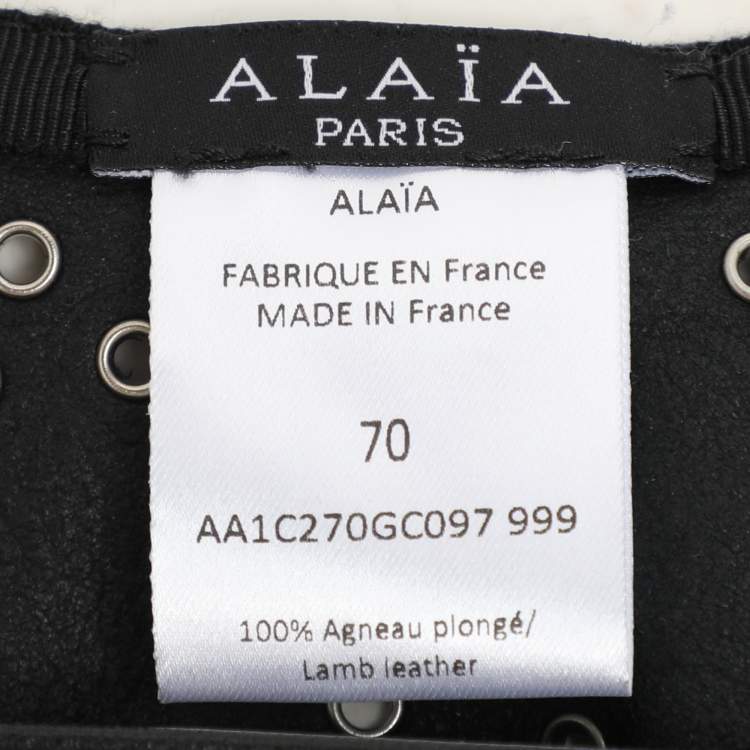 ALAÏA
PARIS
ALAÏA
FABRIQUE EN France
MADE IN France
70
AA1C270GC097 999
100% Agneau plongé/
Lamb leather